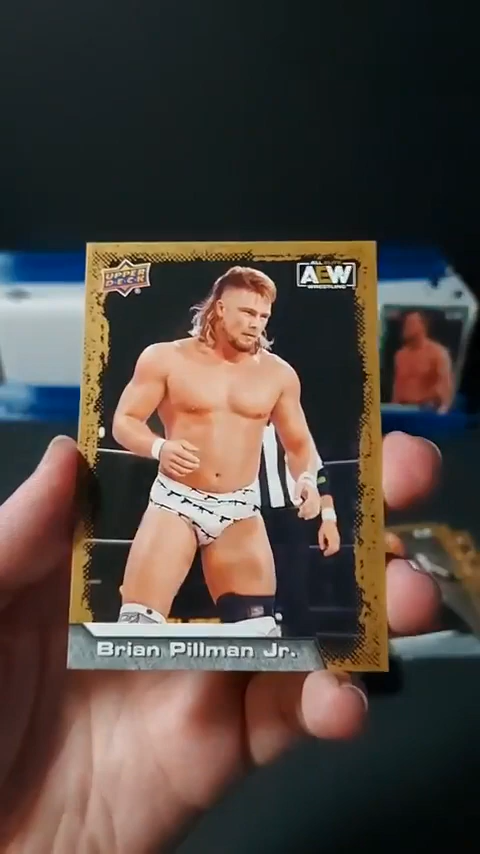 UPPER
DECK
ALL ELITE
AEW
WRESTLING
Brian Pillman Jr.